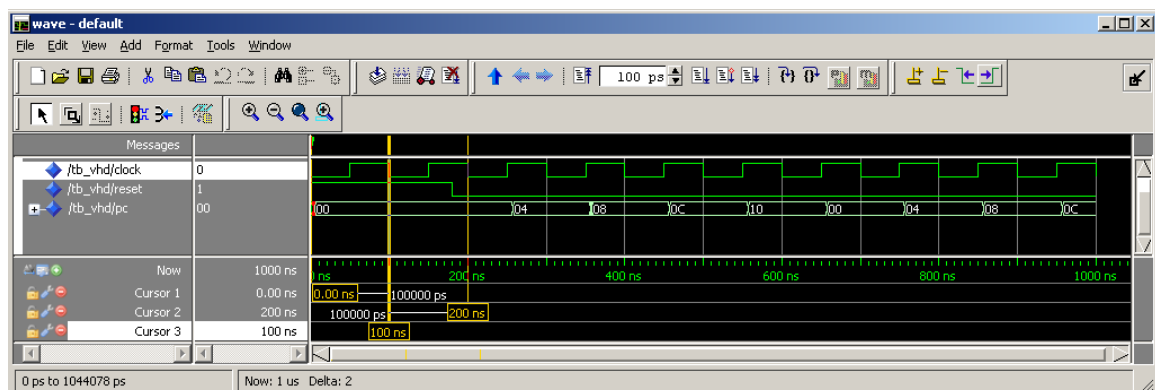 wave - default
File Edit View Add Format Tools Window
100 ps
Messages
/tb_vhd/clock 0
/tb_vhd/reset 1
/tb_vhd/pc 00 00 04 08 0C 10 00 04 08 0C
Now 1000 ns ns 200 ns 400 ns 600 ns 800 ns 1000 ns
Cursor 1 0.00 ns 0.00 ns 100000 ps
Cursor 2 200 ns 100000 ps 200 ns
Cursor 3 100 ns 100 ns
0 ps to 1044078 ps Now: 1 us Delta: 2